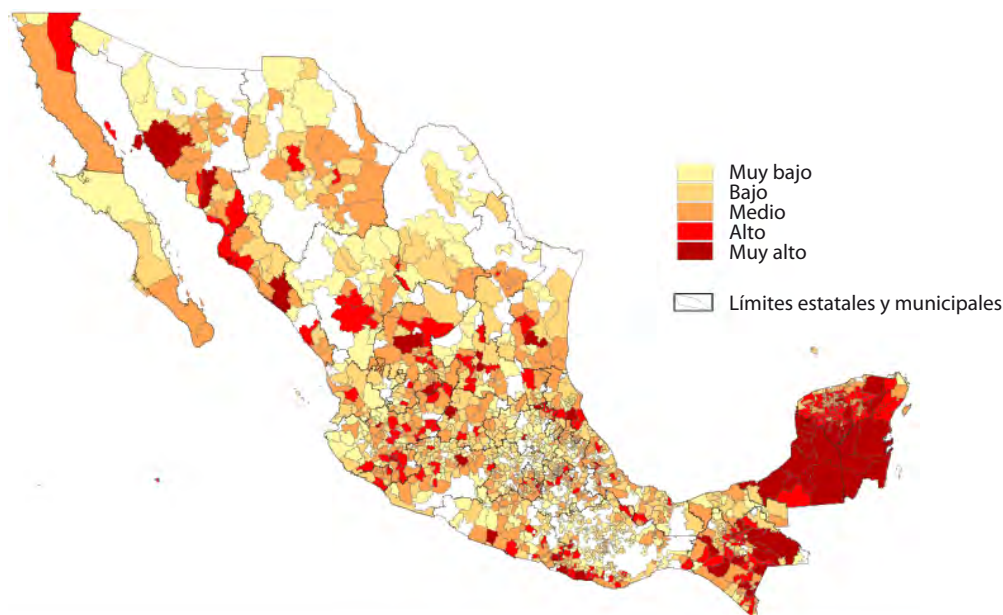 Muy bajo
Bajo
Medio
Alto
Muy alto
Límites estatales y municipales